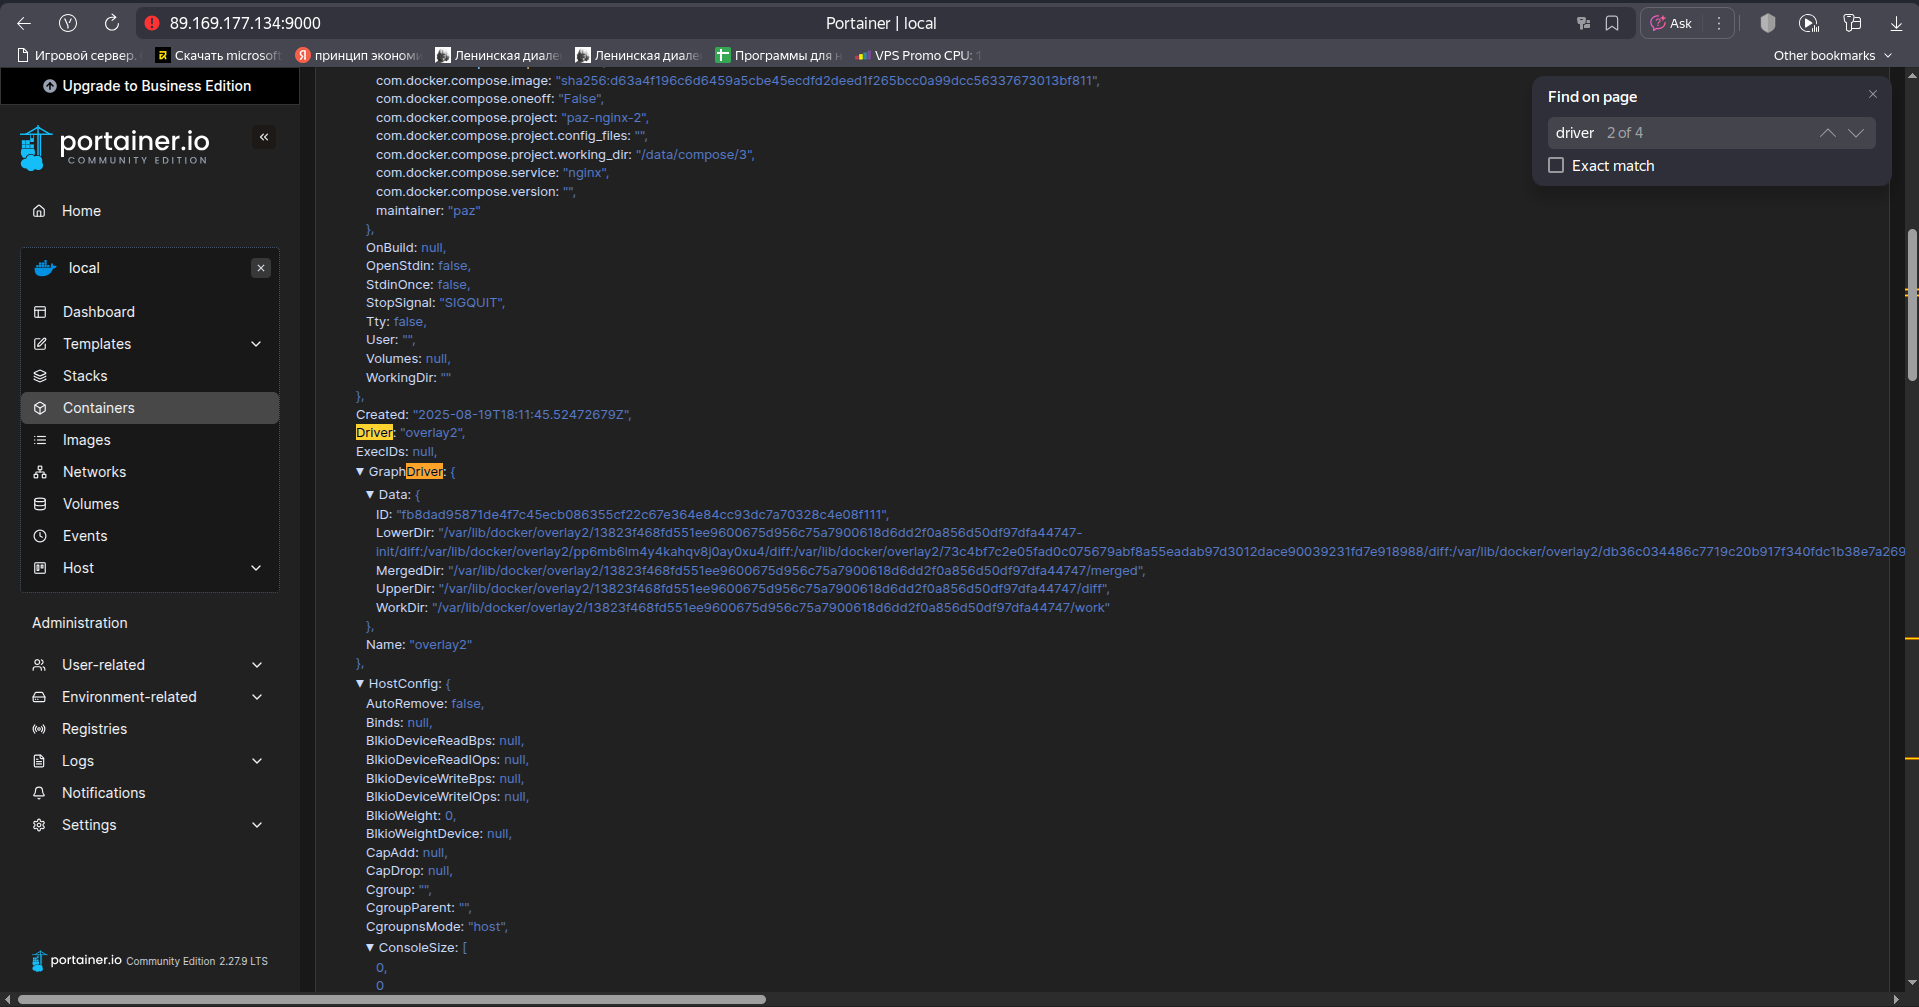 89.169.177.134:9000
Portainer | local
Ask
Игровой сервер.
Скачать microsoft
принцип эконом
Ленинская диале
Ленинская диале
Программы для н
VPS Promo CPU: 1
Other bookmarks
Upgrade to Business Edition
portainer.io
COMMUNITY EDITION
Home
local
Dashboard
Templates
Stacks
Containers
Images
Networks
Volumes
Events
Host
Administration
User-related
Environment-related
Registries
Logs
Notifications
Settings
portainer.io Community Edition 2.27.9 LTS
com.docker.compose.image: "sha256:d63a4f196c6d6459a5cbe45ecdfd2deed1f265bcc0a99dcc56337673013bf811",
com.docker.compose.oneoff: "False",
com.docker.compose.project: "paz-nginx-2",
com.docker.compose.project.config_files: "",
com.docker.compose.project.working_dir: "/data/compose/3",
com.docker.compose.service: "nginx",
com.docker.compose.version: "",
maintainer: "paz"
},
OnBuild: null,
OpenStdin: false,
StdinOnce: false,
StopSignal: "SIGQUIT",
Tty: false,
User: "",
Volumes: null,
WorkingDir: ""
},
Created: "2025-08-19T18:11:45.52472679Z",
Driver: "overlay2",
ExecIDs: null,
▼ GraphDriver: {
▼ Data: {
ID: "fb8dad95871de4f7c45ecb086355cf22c67e364e84cc93dc7a70328c4e08f111",
LowerDir: "/var/lib/docker/overlay2/13823f468fd551ee9600675d956c75a7900618d6dd2f0a856d50df97dfa44747-
init/diff:/var/lib/docker/overlay2/pp6mb6lm4y4kahqv8j0ay0xu4/diff:/var/lib/docker/overlay2/73c4bf7c2e05fad0c075679abf8a55eadab97d3012dace90039231fd7e918988/diff:/var/lib/docker/overlay2/db36c034486c7719c20b917f340fdc1b38e7a269
MergedDir: "/var/lib/docker/overlay2/13823f468fd551ee9600675d956c75a7900618d6dd2f0a856d50df97dfa44747/merged",
UpperDir: "/var/lib/docker/overlay2/13823f468fd551ee9600675d956c75a7900618d6dd2f0a856d50df97dfa44747/diff",
WorkDir: "/var/lib/docker/overlay2/13823f468fd551ee9600675d956c75a7900618d6dd2f0a856d50df97dfa44747/work"
},
Name: "overlay2"
},
▼ HostConfig: {
AutoRemove: false,
Binds: null,
BlkioDeviceReadBps: null,
BlkioDeviceReadIOps: null,
BlkioDeviceWriteBps: null,
BlkioDeviceWriteIOps: null,
BlkioWeight: 0,
BlkioWeightDevice: null,
CapAdd: null,
CapDrop: null,
Cgroup: "",
CgroupParent: "",
CgroupnsMode: "host",
▼ ConsoleSize: [
0,
0
Find on page
driver 2 of 4
Exact match